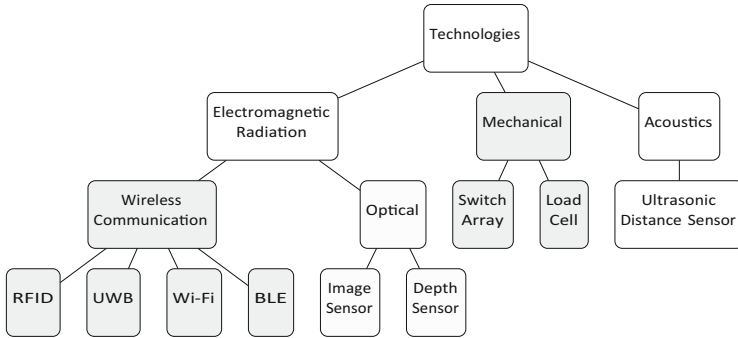 Technologies
Electromagnetic
Radiation
Mechanical
Acoustics
Wireless
Communication
Optical
Switch
Array
Load
Cell
Ultrasonic
Distance Sensor
RFID
UWB
Wi-Fi
BLE
Image
Sensor
Depth
Sensor